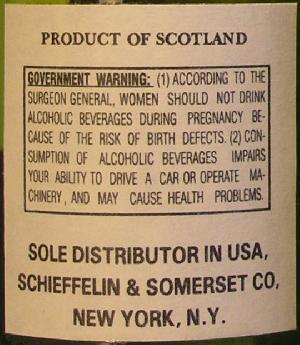 PRODUCT OF SCOTLAND
GOVERNMENT WARNING: (1) ACCORDING TO THE
SURGEON GENERAL, WOMEN SHOULD NOT DRINK
ALCOHOLIC BEVERAGES DURING PREGNANCY BE-
CAUSE OF THE RISK OF BIRTH DEFECTS. (2) CON-
SUMPTION OF ALCOHOLIC BEVERAGES IMPAIRS
YOUR ABILITY TO DRIVE A CAR OR OPERATE MA-
CHINERY, AND MAY CAUSE HEALTH PROBLEMS.
SOLE DISTRIBUTOR IN USA,
SCHIEFFELIN & SOMERSET CO,
NEW YORK, N.Y.